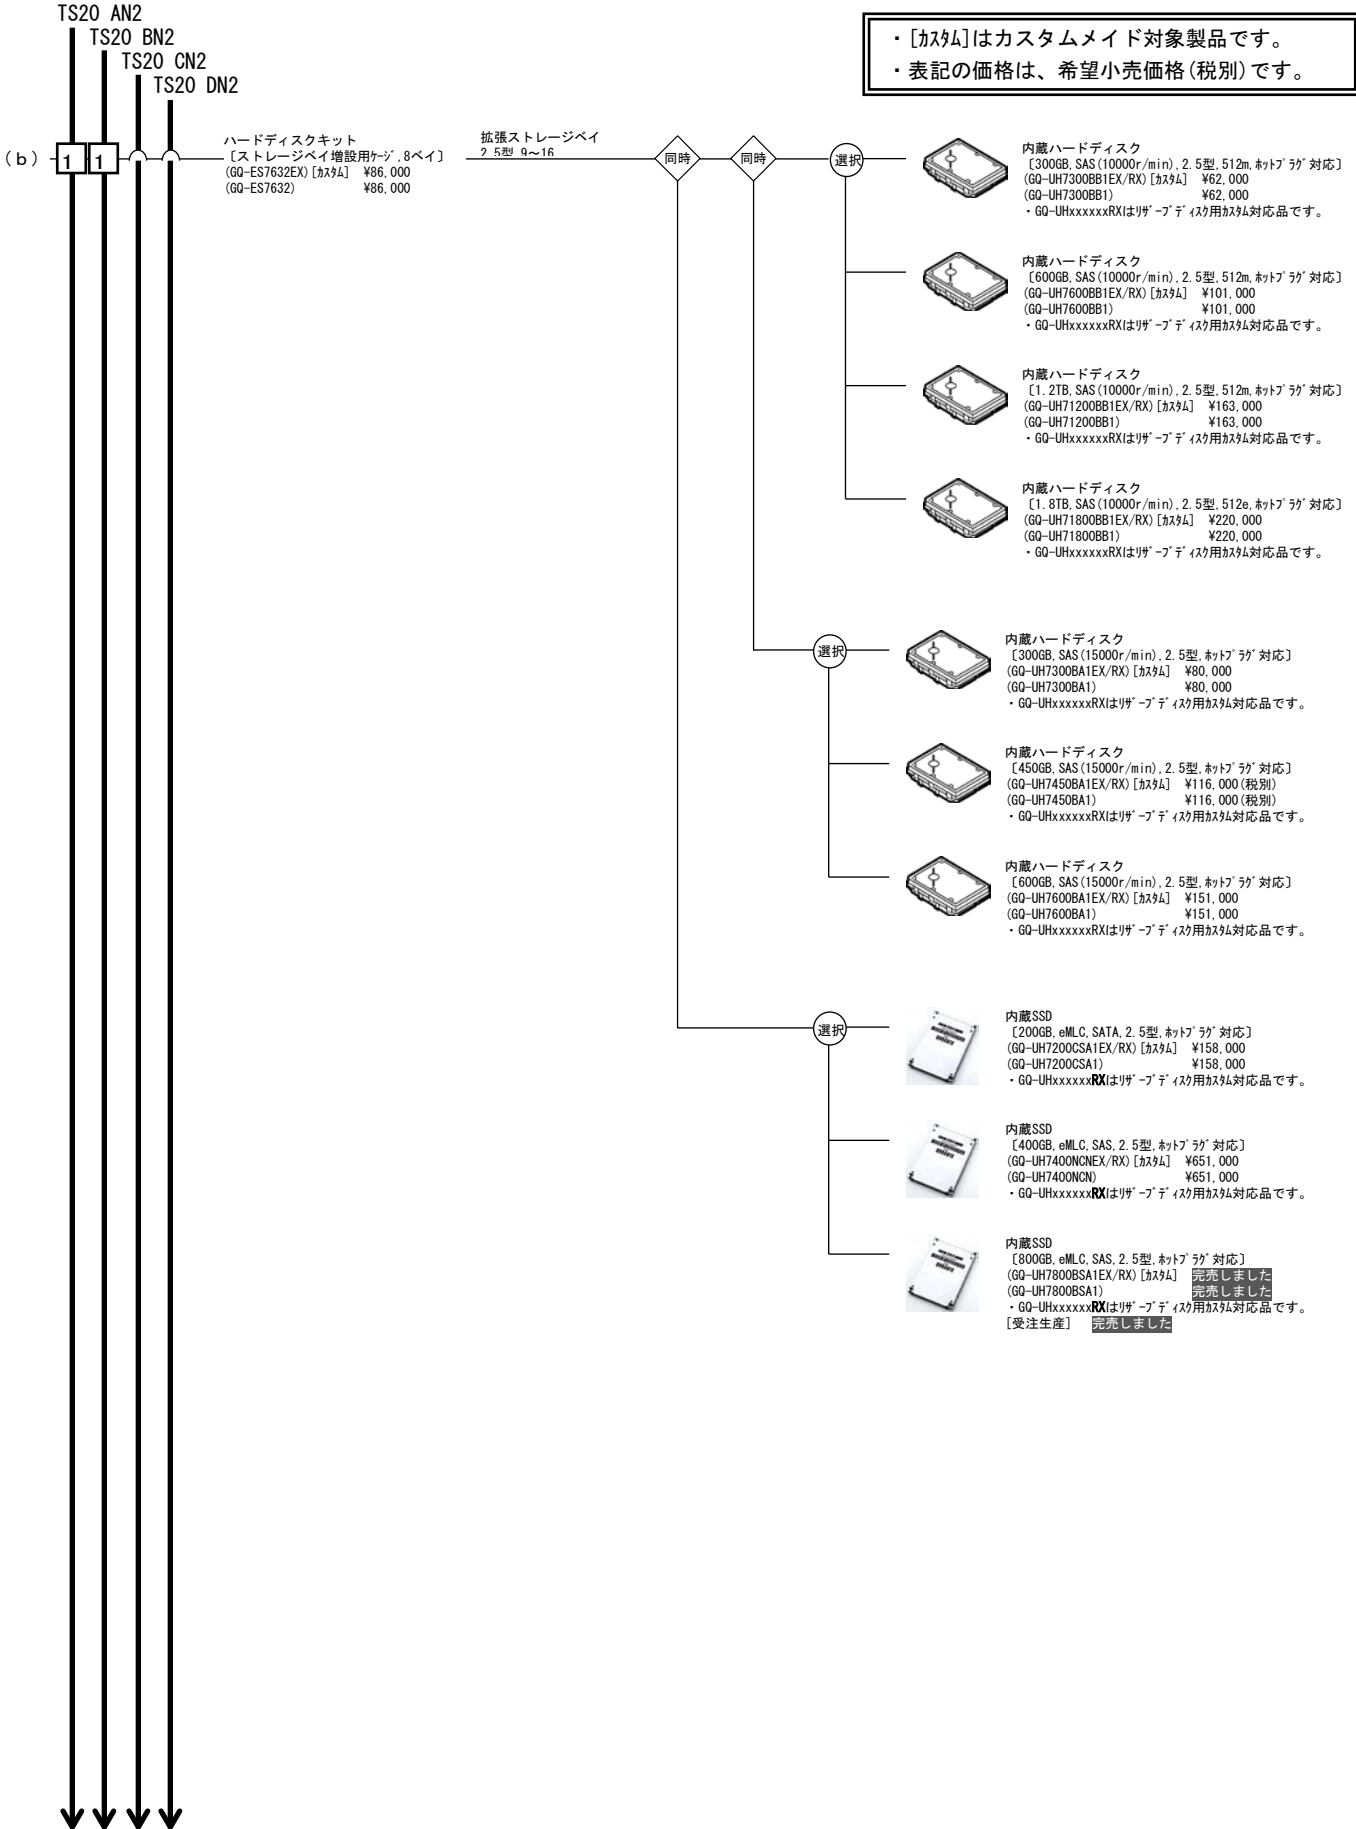 TS20 AN2
TS20 BN2
TS20 CN2
TS20 DN2
・[ｶｽﾀﾑ]はカスタムメイド対象製品です。
・表記の価格は、希望小売価格(税別)です。
(b)
1
1
ハードディスクキット
〔ストレージベイ増設用ｹｰｼﾞ,8ベイ〕
(GQ-ES7632EX)[ｶｽﾀﾑ] ¥86,000
(GQ-ES7632) ¥86,000
拡張ストレージベイ
2.5型 9～16
同時
同時
選択
内蔵ハードディスク
〔300GB,SAS(10000r/min),2.5型,512m,ﾎｯﾄﾌﾟﾗｸﾞ対応〕
(GQ-UH7300BB1EX/RX)[ｶｽﾀﾑ] ¥62,000
(GQ-UH7300BB1) ¥62,000
・GQ-UHxxxxxxRXはﾘｻﾞｰﾌﾞﾃﾞｨｽｸ用ｶｽﾀﾑ対応品です。
内蔵ハードディスク
〔600GB,SAS(10000r/min),2.5型,512m,ﾎｯﾄﾌﾟﾗｸﾞ対応〕
(GQ-UH7600BB1EX/RX)[ｶｽﾀﾑ] ¥101,000
(GQ-UH7600BB1) ¥101,000
・GQ-UHxxxxxxRXはﾘｻﾞｰﾌﾞﾃﾞｨｽｸ用ｶｽﾀﾑ対応品です。
内蔵ハードディスク
〔1.2TB,SAS(10000r/min),2.5型,512m,ﾎｯﾄﾌﾟﾗｸﾞ対応〕
(GQ-UH71200BB1EX/RX)[ｶｽﾀﾑ] ¥163,000
(GQ-UH71200BB1) ¥163,000
・GQ-UHxxxxxxRXはﾘｻﾞｰﾌﾞﾃﾞｨｽｸ用ｶｽﾀﾑ対応品です。
内蔵ハードディスク
〔1.8TB,SAS(10000r/min),2.5型,512e,ﾎｯﾄﾌﾟﾗｸﾞ対応〕
(GQ-UH71800BB1EX/RX)[ｶｽﾀﾑ] ¥220,000
(GQ-UH71800BB1) ¥220,000
・GQ-UHxxxxxxRXはﾘｻﾞｰﾌﾞﾃﾞｨｽｸ用ｶｽﾀﾑ対応品です。
選択
内蔵ハードディスク
〔300GB,SAS(15000r/min),2.5型,ﾎｯﾄﾌﾟﾗｸﾞ対応〕
(GQ-UH7300BA1EX/RX)[ｶｽﾀﾑ] ¥80,000
(GQ-UH7300BA1) ¥80,000
・GQ-UHxxxxxxRXはﾘｻﾞｰﾌﾞﾃﾞｨｽｸ用ｶｽﾀﾑ対応品です。
内蔵ハードディスク
〔450GB,SAS(15000r/min),2.5型,ﾎｯﾄﾌﾟﾗｸﾞ対応〕
(GQ-UH7450BA1EX/RX)[ｶｽﾀﾑ] ¥116,000(税別)
(GQ-UH7450BA1) ¥116,000(税別)
・GQ-UHxxxxxxRXはﾘｻﾞｰﾌﾞﾃﾞｨｽｸ用ｶｽﾀﾑ対応品です。
内蔵ハードディスク
〔600GB,SAS(15000r/min),2.5型,ﾎｯﾄﾌﾟﾗｸﾞ対応〕
(GQ-UH7600BA1EX/RX)[ｶｽﾀﾑ] ¥151,000
(GQ-UH7600BA1) ¥151,000
・GQ-UHxxxxxxRXはﾘｻﾞｰﾌﾞﾃﾞｨｽｸ用ｶｽﾀﾑ対応品です。
選択
内蔵SSD
〔200GB,eMLC,SATA,2.5型,ﾎｯﾄﾌﾟﾗｸﾞ対応〕
(GQ-UH7200CSA1EX/RX)[ｶｽﾀﾑ] ¥158,000
(GQ-UH7200CSA1) ¥158,000
・GQ-UHxxxxxxRXはﾘｻﾞｰﾌﾞﾃﾞｨｽｸ用ｶｽﾀﾑ対応品です。
内蔵SSD
〔400GB,eMLC,SAS,2.5型,ﾎｯﾄﾌﾟﾗｸﾞ対応〕
(GQ-UH7400NCNEX/RX)[ｶｽﾀﾑ] ¥651,000
(GQ-UH7400NCN) ¥651,000
・GQ-UHxxxxxxRXはﾘｻﾞｰﾌﾞﾃﾞｨｽｸ用ｶｽﾀﾑ対応品です。
内蔵SSD
〔800GB,eMLC,SAS,2.5型,ﾎｯﾄﾌﾟﾗｸﾞ対応〕
(GQ-UH7800BSA1EX/RX)[ｶｽﾀﾑ] 完売しました
(GQ-UH7800BSA1) 完売しました
・GQ-UHxxxxxxRXはﾘｻﾞｰﾌﾞﾃﾞｨｽｸ用ｶｽﾀﾑ対応品です。
[受注生産] 完売しました